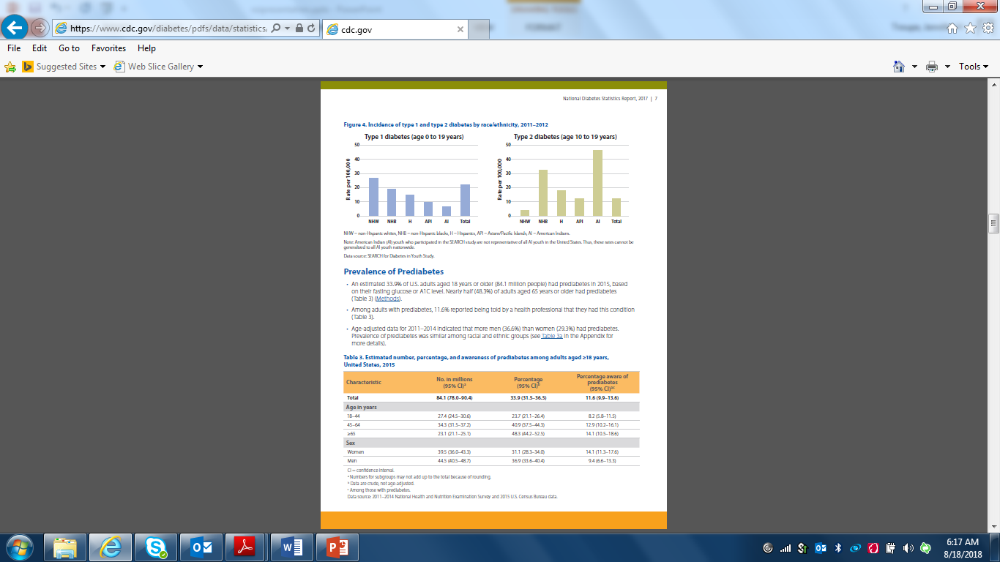 https://www.cdc.gov/diabetes/pdfs/data/statistics/
cdc.gov
File Edit Go to Favorites Help
Suggested Sites Web Slice Gallery
Tools
National Diabetes Statistics Report, 2017 | 7
Figure 4. Incidence of type 1 and type 2 diabetes by race/ethnicity, 2011–2012
Type 1 diabetes (age 0 to 19 years)
50
40
30
20
10
0
Rate per 100,000
NHW NHB H API AI Total
Type 2 diabetes (age 10 to 19 years)
50
40
30
20
10
0
Rate per 100,000
NHW NHB H API AI Total
NHW = non-Hispanic whites, NHB = non-Hispanic blacks, H = Hispanics, API = Asians/Pacific Islands, AI = American Indians.
Note: American Indian (AI) youth who participated in the SEARCH study are not representative of all AI youth in the United States. Thus, these rates cannot be
generalized to all AI youth nationwide.
Data source: SEARCH for Diabetes in Youth Study.
Prevalence of Prediabetes
• An estimated 33.9% of U.S. adults aged 18 years or older (84.1 million people) had prediabetes in 2015, based
on their fasting glucose or A1C level. Nearly half (48.3%) of adults aged 65 years or older had prediabetes
(Table 3) (Methods).
• Among adults with prediabetes, 11.6% reported being told by a health professional that they had this condition
(Table 3).
• Age-adjusted data for 2011–2014 indicated that more men (36.6%) than women (29.3%) had prediabetes.
Prevalence of prediabetes was similar among racial and ethnic groups (see Table 3a in the Appendix for
more details).
Table 3. Estimated number, percentage, and awareness of prediabetes among adults aged ≥18 years,
United States, 2015
Characteristic No. in millions (95% CI)a Percentage (95% CI)b Percentage aware of prediabetes (95% CI)ac
Total 84.1 (78.0–90.4) 33.9 (31.5–36.5) 11.6 (9.9–13.6)
Age in years
18–44 27.4 (24.5–30.6) 23.7 (21.1–26.4) 8.2 (5.8–11.5)
45–64 34.3 (31.5–37.2) 40.9 (37.5–44.3) 12.9 (10.2–16.1)
≥65 23.1 (21.1–25.1) 48.3 (44.2–52.5) 14.1 (10.5–18.6)
Sex
Women 39.5 (36.0–43.3) 31.1 (28.3–34.0) 14.1 (11.3–17.6)
Men 44.5 (40.5–48.7) 36.9 (33.6–40.4) 9.4 (6.6–13.3)
CI = confidence interval.
a Numbers for subgroups may not add up to the total because of rounding.
b Data are crude, not age-adjusted.
c Among those with prediabetes.
Data source: 2011–2014 National Health and Nutrition Examination Survey and 2015 U.S. Census Bureau data.
6:17 AM
8/18/2018